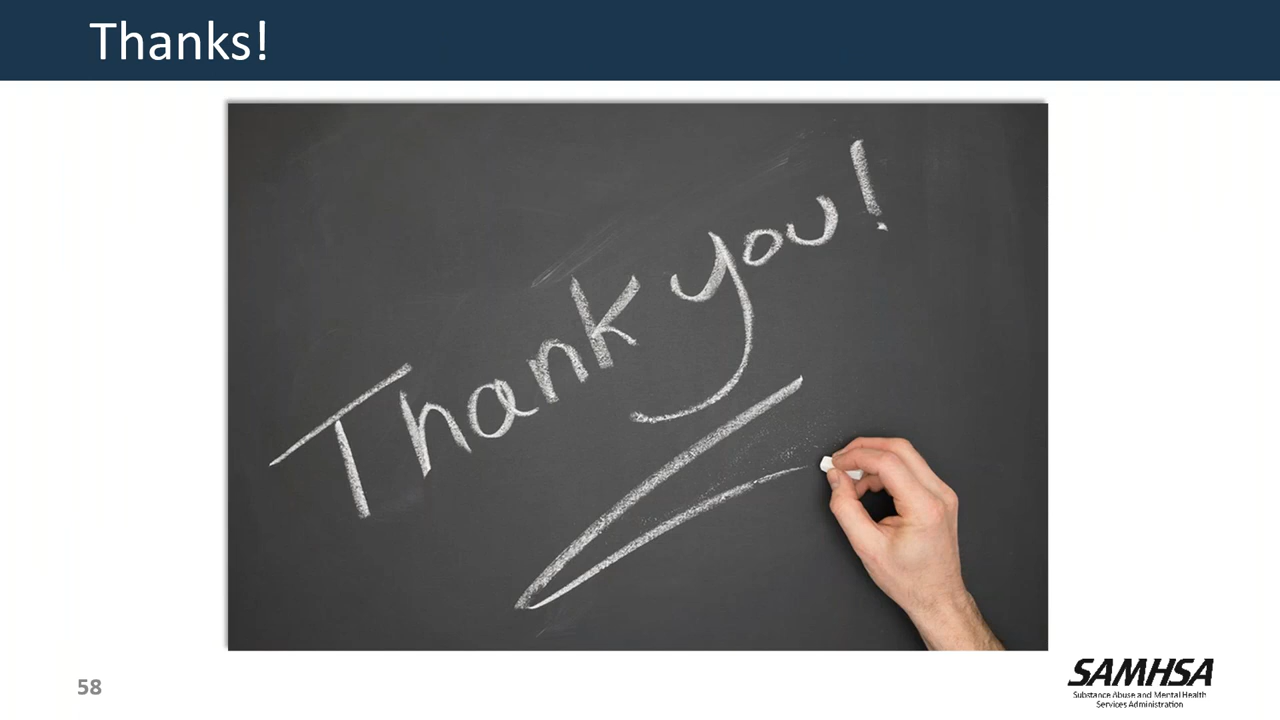 Thanks!
Thank you!
58
SAMHSA
Substance Abuse and Mental Health
Services Administration